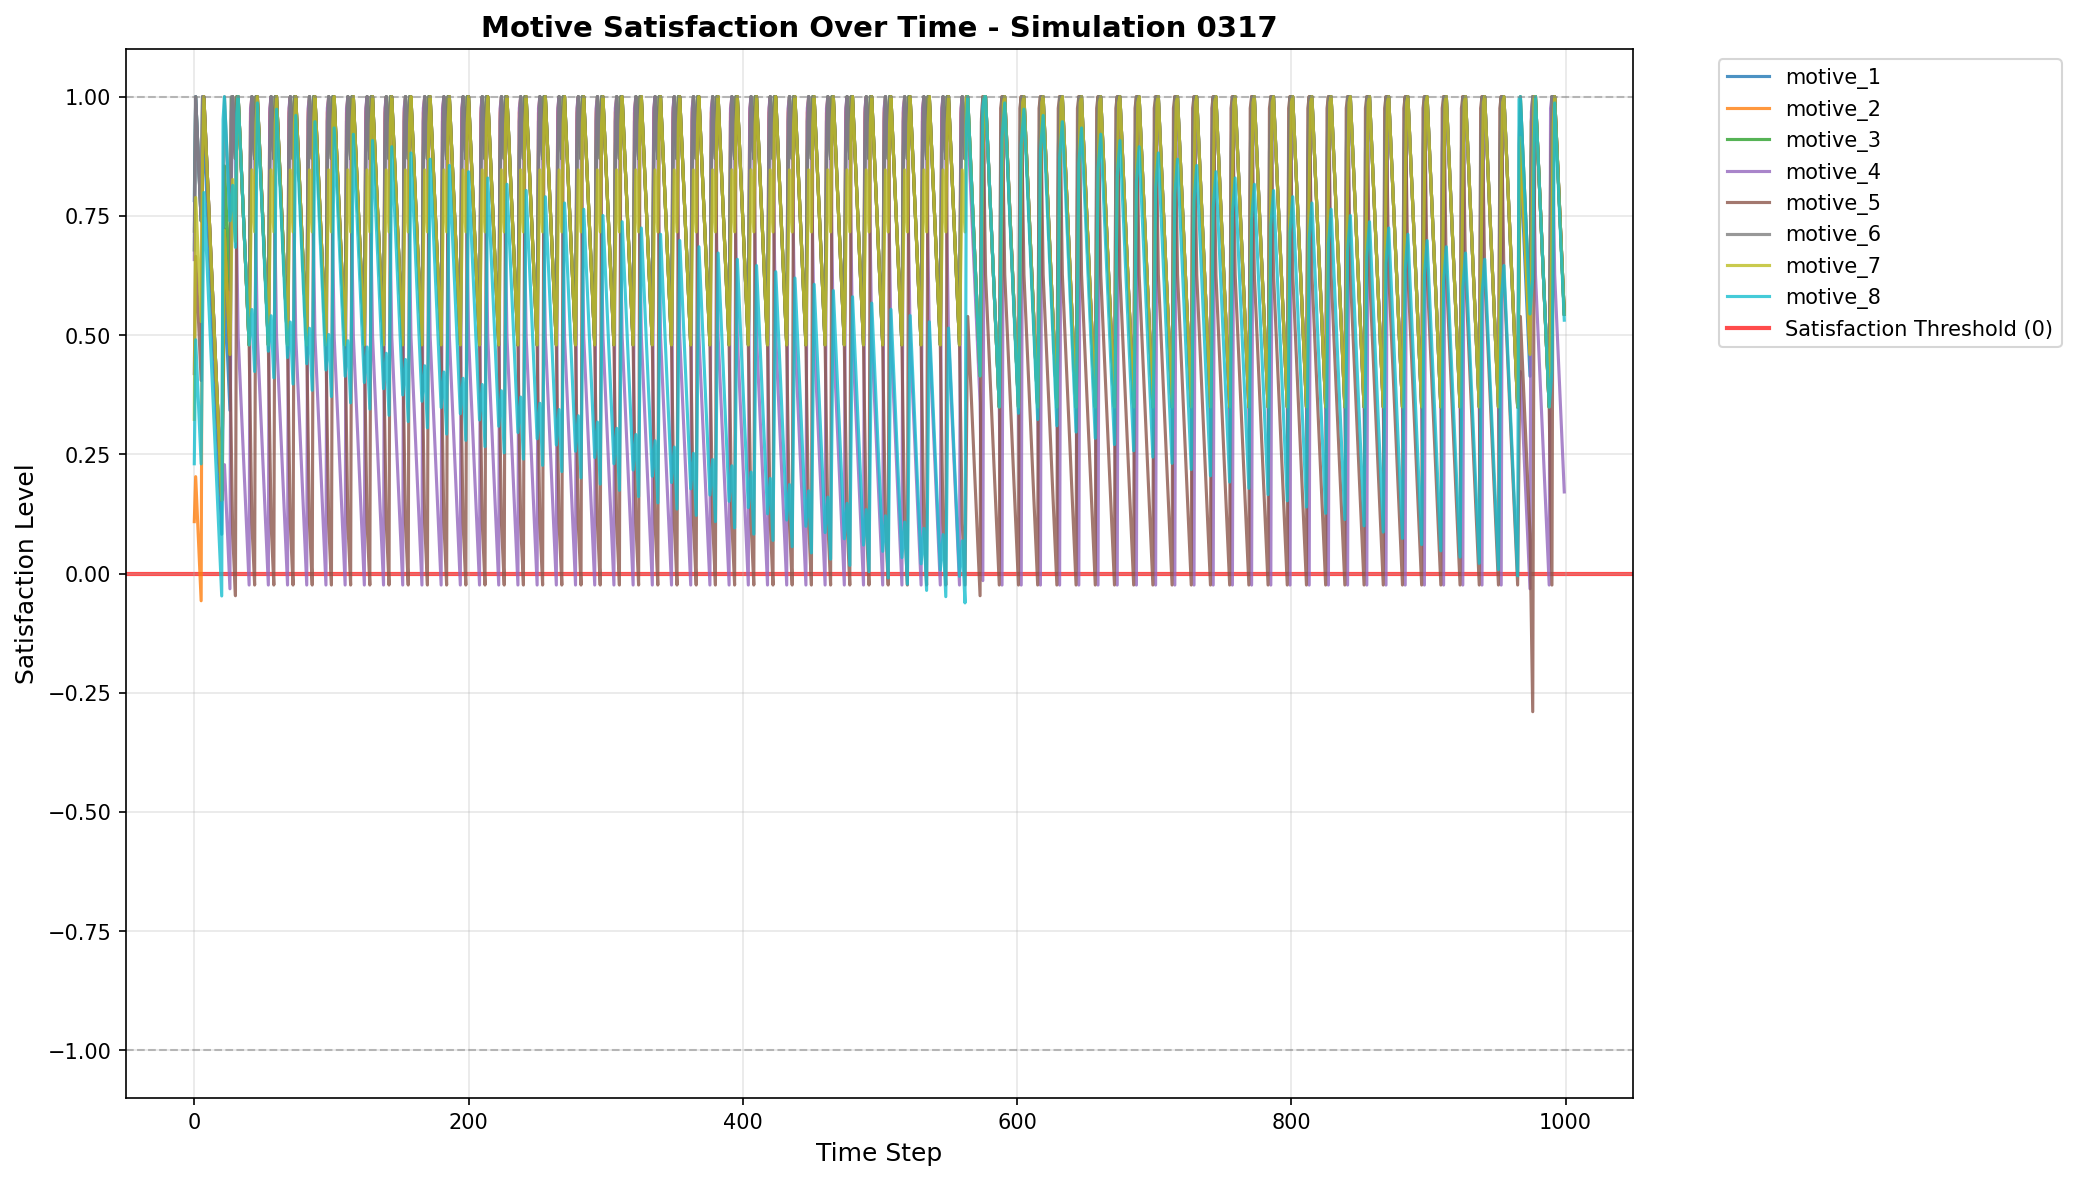 Motive Satisfaction Over Time - Simulation 0317
1.00
0.75
0.50
0.25
0.00
−0.25
−0.50
−0.75
−1.00
Satisfaction Level
0
200
400
600
800
1000
Time Step
motive_1
motive_2
motive_3
motive_4
motive_5
motive_6
motive_7
motive_8
Satisfaction Threshold (0)